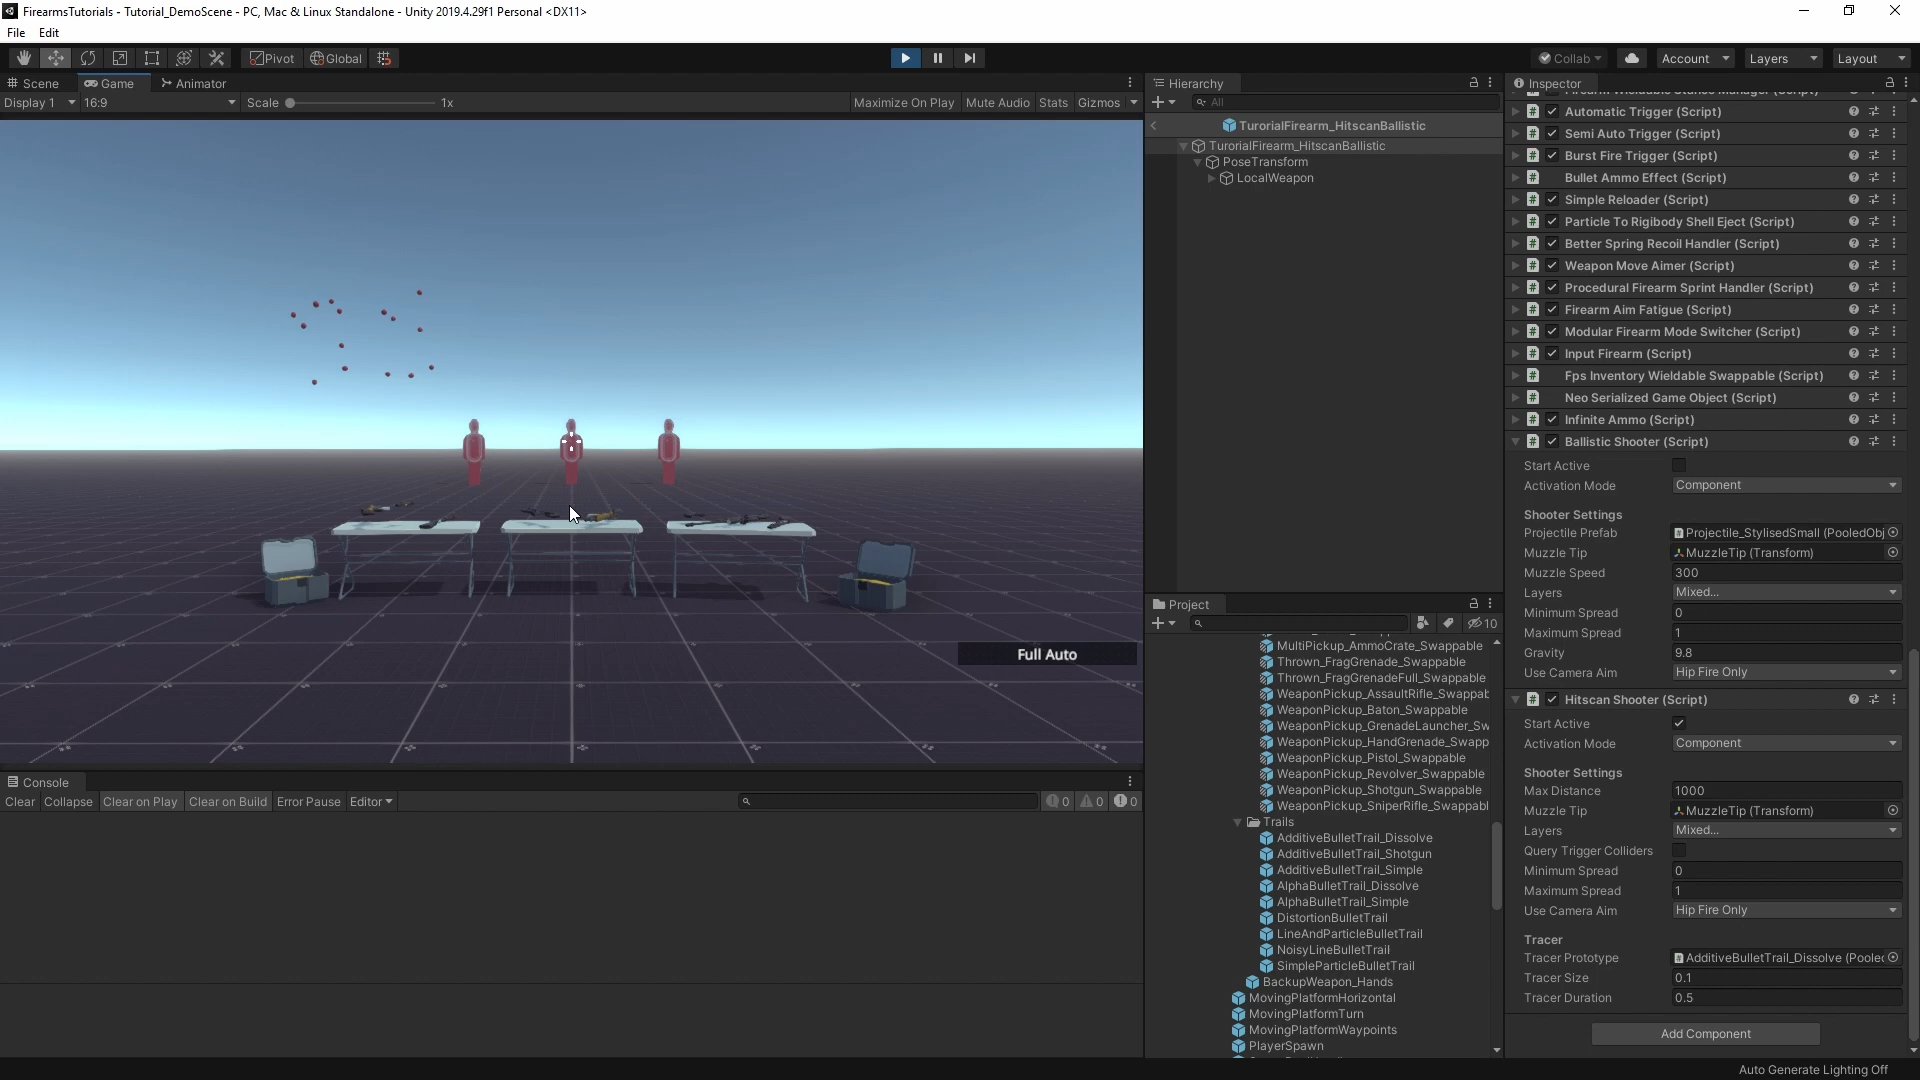 FirearmsTutorials - Tutorial_DemoScene - PC, Mac & Linux Standalone - Unity 2019.4.29f1 Personal <DX11>
File Edit
Pivot Global Collab Account Layers Layout
Scene Game Animator
Display 1 16:9 Scale 1x Maximize On Play Mute Audio Stats Gizmos
Full Auto
Console
Clear Collapse Clear on Play Clear on Build Error Pause Editor 0 0 0
Hierarchy
All
TurorialFirearm_HitscanBallistic
TurorialFirearm_HitscanBallistic
PoseTransform
LocalWeapon
Project
10
MultiPickup_AmmoCrate_Swappable
Thrown_FragGrenade_Swappable
Thrown_FragGrenadeFull_Swappable
WeaponPickup_AssaultRifle_Swappab
WeaponPickup_Baton_Swappable
WeaponPickup_GrenadeLauncher_Sw
WeaponPickup_HandGrenade_Swapp
WeaponPickup_Pistol_Swappable
WeaponPickup_Revolver_Swappable
WeaponPickup_Shotgun_Swappable
WeaponPickup_SniperRifle_Swappabl
Trails
AdditiveBulletTrail_Dissolve
AdditiveBulletTrail_Shotgun
AdditiveBulletTrail_Simple
AlphaBulletTrail_Dissolve
AlphaBulletTrail_Simple
DistortionBulletTrail
LineAndParticleBulletTrail
NoisyLineBulletTrail
SimpleParticleBulletTrail
BackupWeapon_Hands
MovingPlatformHorizontal
MovingPlatformTurn
MovingPlatformWaypoints
PlayerSpawn
Inspector
Automatic Trigger (Script)
Semi Auto Trigger (Script)
Burst Fire Trigger (Script)
Bullet Ammo Effect (Script)
Simple Reloader (Script)
Particle To Rigibody Shell Eject (Script)
Better Spring Recoil Handler (Script)
Weapon Move Aimer (Script)
Procedural Firearm Sprint Handler (Script)
Firearm Aim Fatigue (Script)
Modular Firearm Mode Switcher (Script)
Input Firearm (Script)
Fps Inventory Wieldable Swappable (Script)
Neo Serialized Game Object (Script)
Infinite Ammo (Script)
Ballistic Shooter (Script)
Start Active
Activation Mode Component
Shooter Settings
Projectile Prefab Projectile_StylisedSmall (PooledObj
Muzzle Tip MuzzleTip (Transform)
Muzzle Speed 300
Layers Mixed...
Minimum Spread 0
Maximum Spread 1
Gravity 9.8
Use Camera Aim Hip Fire Only
Hitscan Shooter (Script)
Start Active
Activation Mode Component
Shooter Settings
Max Distance 1000
Muzzle Tip MuzzleTip (Transform)
Layers Mixed...
Query Trigger Colliders
Minimum Spread 0
Maximum Spread 1
Use Camera Aim Hip Fire Only
Tracer
Tracer Prototype AdditiveBulletTrail_Dissolve (Poolec
Tracer Size 0.1
Tracer Duration 0.5
Add Component
Auto Generate Lighting Off